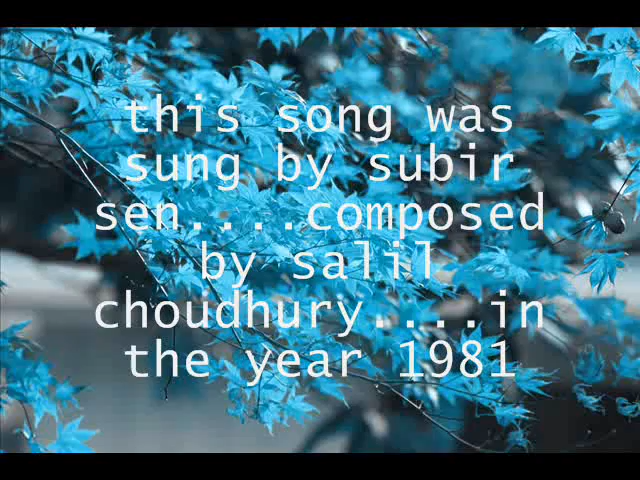 this song was
sung by subir
sen....composed
by salil
choudhury....in
the year 1981